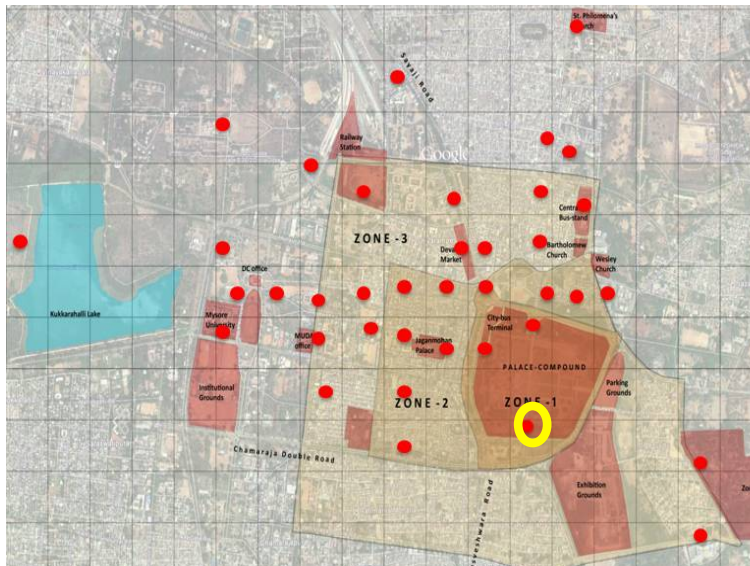 St. Philomena's
Church
Sayaji Road
Railway
Station
Google
Central
Bus-stand
ZONE -3
Bartholomew
Church
Wesley
Church
DC office
Market
Kukkarahalli Lake
Mysore
University
MUDA
office
City-bus
Terminal
Jaganmohan
Palace
PALACE-COMPOUND
Parking
Grounds
Institutional
Grounds
ZONE -2
ZONE -1
Chamaraja Double Road
Exhibition
Grounds
Road